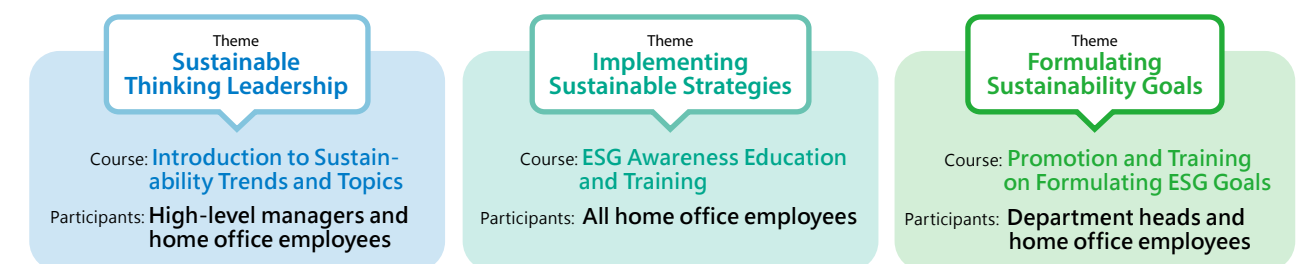 Theme
Sustainable
Thinking Leadership
Course: Introduction to Sustain-
ability Trends and Topics
Participants: High-level managers and
home office employees
Theme
Implementing
Sustainable Strategies
Course: ESG Awareness Education
and Training
Participants: All home office employees
Theme
Formulating
Sustainability Goals
Course: Promotion and Training
on Formulating ESG Goals
Participants: Department heads and
home office employees